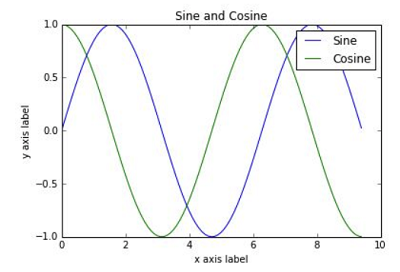 Sine and Cosine
Sine
Cosine
y axis label
1.0
0.5
0.0
−0.5
−1.0
0 2 4 6 8 10
x axis label